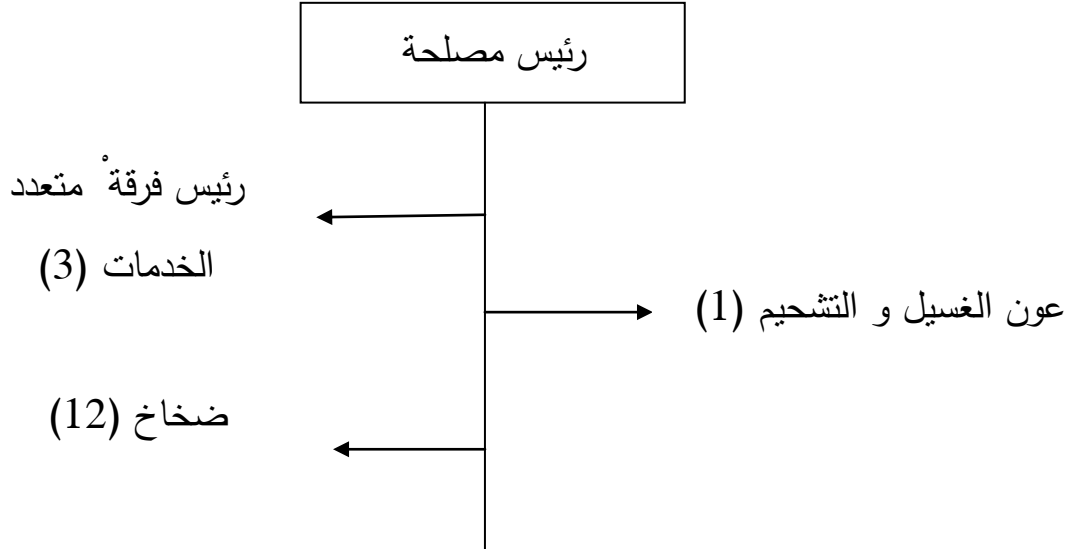 رئيس مصلحة
رئيس فرقةْ متعدد
الخدمات (3)
عون الغسيل و التشحيم (1)
ضخاخ (12)